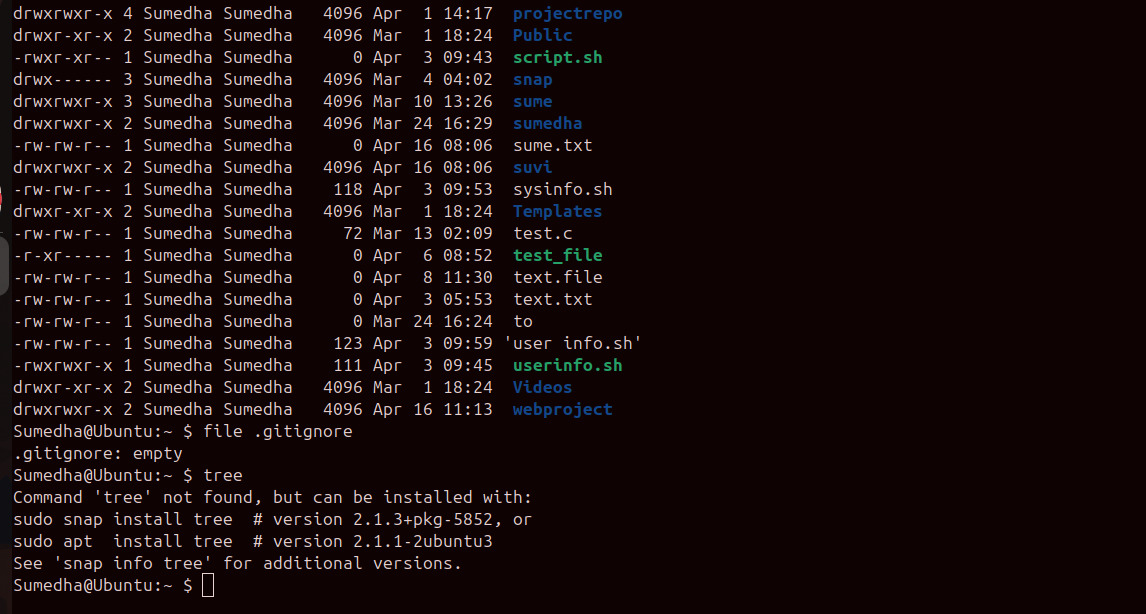 drwxrwxr-x 4 Sumedha Sumedha   4096 Apr  1 14:17  projectrepo
drwxr-xr-x 2 Sumedha Sumedha   4096 Mar  1 18:24  Public
-rwxr-xr-- 1 Sumedha Sumedha      0 Apr  3 09:43  script.sh
drwx------ 3 Sumedha Sumedha   4096 Mar  4 04:02  snap
drwxrwxr-x 3 Sumedha Sumedha   4096 Mar 10 13:26  sume
drwxrwxr-x 2 Sumedha Sumedha   4096 Mar 24 16:29  sumedha
-rw-rw-r-- 1 Sumedha Sumedha      0 Apr 16 08:06  sume.txt
drwxrwxr-x 2 Sumedha Sumedha   4096 Apr 16 08:06  suvi
-rw-rw-r-- 1 Sumedha Sumedha    118 Apr  3 09:53  sysinfo.sh
drwxr-xr-x 2 Sumedha Sumedha   4096 Mar  1 18:24  Templates
-rw-rw-r-- 1 Sumedha Sumedha     72 Mar 13 02:09  test.c
-r-xr----- 1 Sumedha Sumedha      0 Apr  6 08:52  test_file
-rw-rw-r-- 1 Sumedha Sumedha      0 Apr  8 11:30  text.file
-rw-rw-r-- 1 Sumedha Sumedha      0 Apr  3 05:53  text.txt
-rw-rw-r-- 1 Sumedha Sumedha      0 Mar 24 16:24  to
-rw-rw-r-- 1 Sumedha Sumedha    123 Apr  3 09:59 'user info.sh'
-rwxrwxr-x 1 Sumedha Sumedha    111 Apr  3 09:45  userinfo.sh
drwxr-xr-x 2 Sumedha Sumedha   4096 Mar  1 18:24  Videos
drwxrwxr-x 2 Sumedha Sumedha   4096 Apr 16 11:13  webproject
Sumedha@Ubuntu:~ $ file .gitignore
.gitignore: empty
Sumedha@Ubuntu:~ $ tree
Command 'tree' not found, but can be installed with:
sudo snap install tree  # version 2.1.3+pkg-5852, or
sudo apt  install tree  # version 2.1.1-2ubuntu3
See 'snap info tree' for additional versions.
Sumedha@Ubuntu:~ $